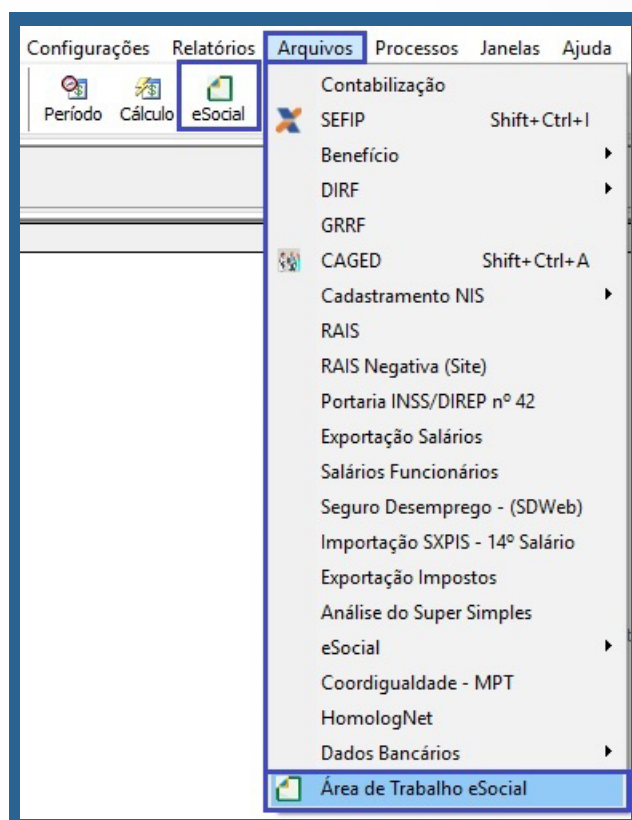 Configurações Relatórios Arquivos Processos Janelas Ajuda
Período Cálculo eSocial
Contabilização
SEFIP Shift+Ctrl+I
Benefício
DIRF
GRRF
CAGED Shift+Ctrl+A
Cadastramento NIS
RAIS
RAIS Negativa (Site)
Portaria INSS/DIREP nº 42
Exportação Salários
Salários Funcionários
Seguro Desemprego - (SDWeb)
Importação SXPIS - 14º Salário
Exportação Impostos
Análise do Super Simples
eSocial
Coordigualdade - MPT
HomologNet
Dados Bancários
Área de Trabalho eSocial